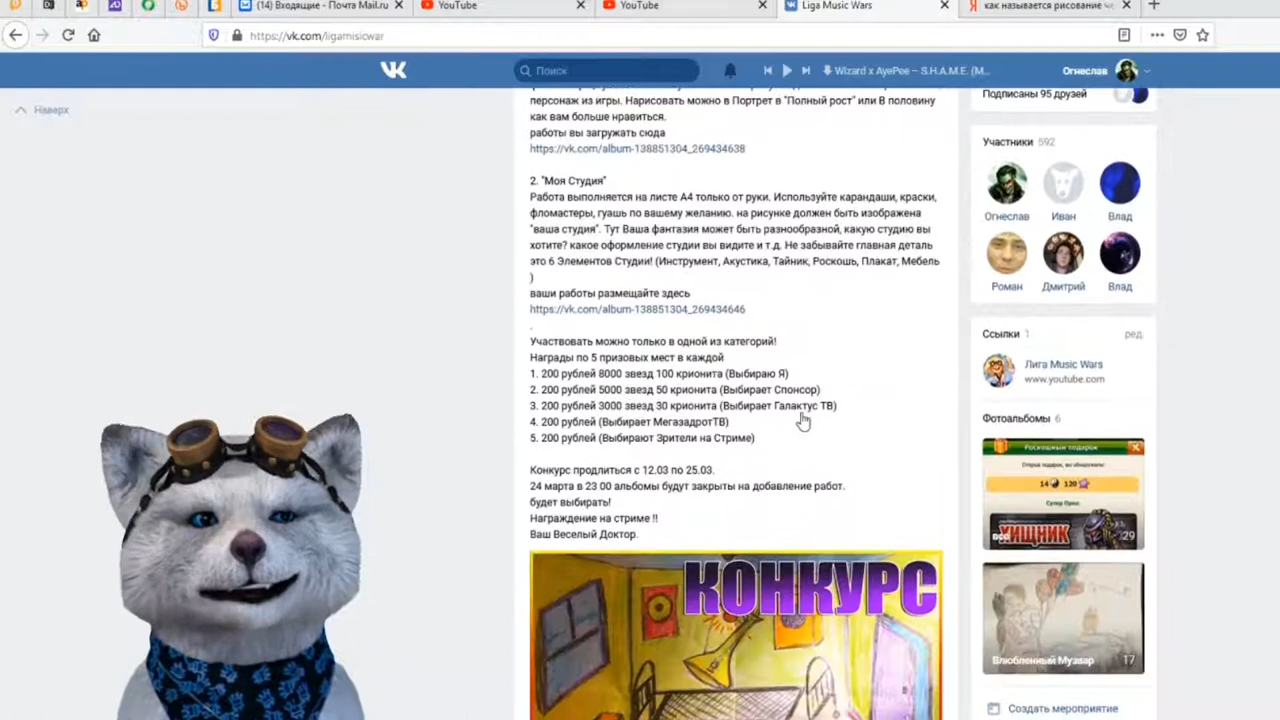 (14) Входящие - Почта Mail.ru
YouTube
YouTube
Liga Music Wars
как называется рисование че
https://vk.com/ligamisicwar
Поиск
Wizard x AyePee – S.H.A.M.E. (M...
Огнеслав
Наверх
персонаж из игры. Нарисовать можно в Портрет в "Полный рост" или В половину
как вам больше нравиться.
работы вы загружать сюда
https://vk.com/album-138851304_269434638
2. "Моя Студия"
Работа выполняется на листе А4 только от руки. Используйте карандаши, краски,
фломастеры, гуашь по вашему желанию. на рисунке должен быть изображена
"ваша студия". Тут Ваша фантазия может быть разнообразной, какую студию вы
хотите? какое оформление студии вы видите и т.д. Не забывайте главная деталь
это 6 Элементов Студии! (Инструмент, Акустика, Тайник, Роскошь, Плакат, Мебель
)
ваши работы размещайте здесь
https://vk.com/album-138851304_269434646
.
Участвовать можно только в одной из категорий!
Награды по 5 призовых мест в каждой
1. 200 рублей 8000 звезд 100 крионита (Выбираю Я)
2. 200 рублей 5000 звезд 50 крионита (Выбирает Спонсор)
3. 200 рублей 3000 звезд 30 крионита (Выбирает Галактус ТВ)
4. 200 рублей (Выбирает МегазадротТВ)
5. 200 рублей (Выбирают Зрители на Стриме)
Конкурс продлиться с 12.03 по 25.03.
24 марта в 23 00 альбомы будут закрыты на добавление работ.
будет выбирать!
Награждение на стриме !!
Ваш Веселый Доктор.
КОНКУРС
Подписаны 95 друзей
Участники 592
Огнеслав
Иван
Влад
Роман
Дмитрий
Влад
Ссылки 1
ред.
Лига Music Wars
www.youtube.com
Фотоальбомы 6
Роскошный подарок
14 120
Супер Приз:
ХИЩНИК
29
Влюбленный Музвар
17
Создать мероприятие